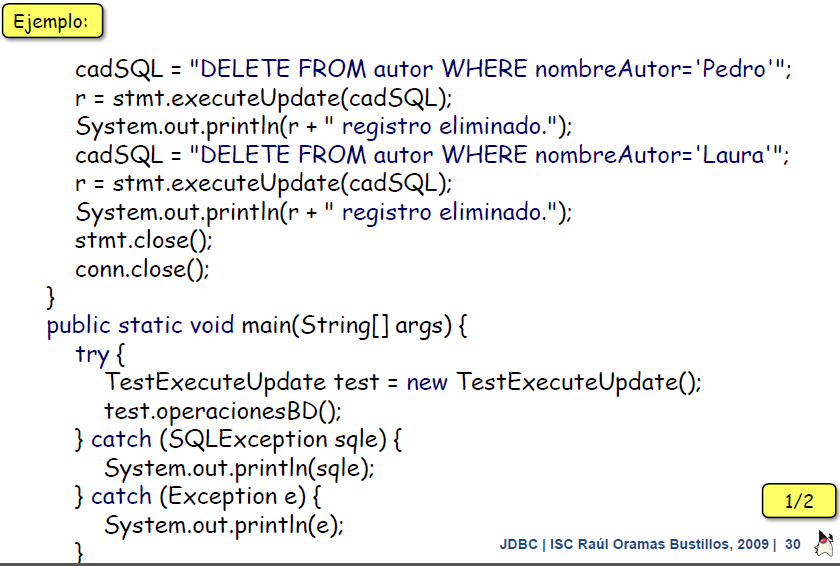 Ejemplo:
cadSQL = "DELETE FROM autor WHERE nombreAutor='Pedro'";
r = stmt.executeUpdate(cadSQL);
System.out.println(r + " registro eliminado.");
cadSQL = "DELETE FROM autor WHERE nombreAutor='Laura'";
r = stmt.executeUpdate(cadSQL);
System.out.println(r + " registro eliminado.");
stmt.close();
conn.close();
}
public static void main(String[] args) {
try {
TestExecuteUpdate test = new TestExecuteUpdate();
test.operacionesBD();
} catch (SQLException sqle) {
System.out.println(sqle);
} catch (Exception e) {
System.out.println(e);
}
1/2
JDBC | ISC Raúl Oramas Bustillos, 2009 | 30